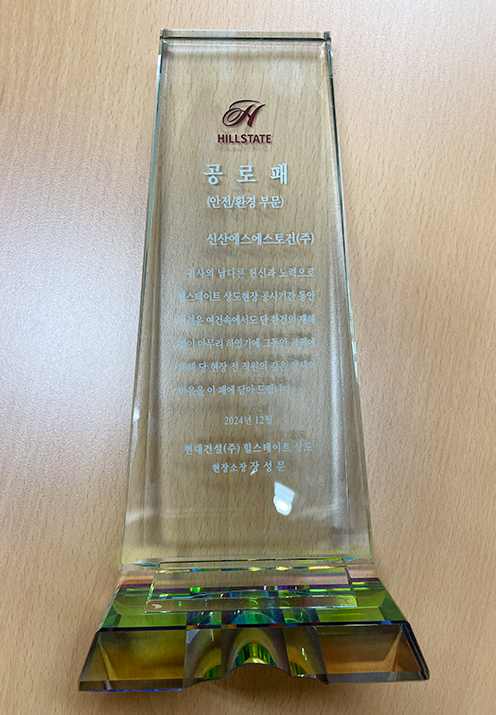 H
HILLSTATE
공 로 패
(안전/환경 부문)
신산에스에스토건(주)
귀사의 남다른 헌신과 노력으로
힐스테이트 상도현장 공사기간 동안
어려운 여건속에서도 단 한건의 재해
없이 마무리 하였기에 그동안 공적에
대해 당 현장 전 직원의 깊은 감사의
마음을 이 패에 담아 드립니다.
2024년 12월
현대건설(주) 힐스테이트 상도
현장소장 장 성 문